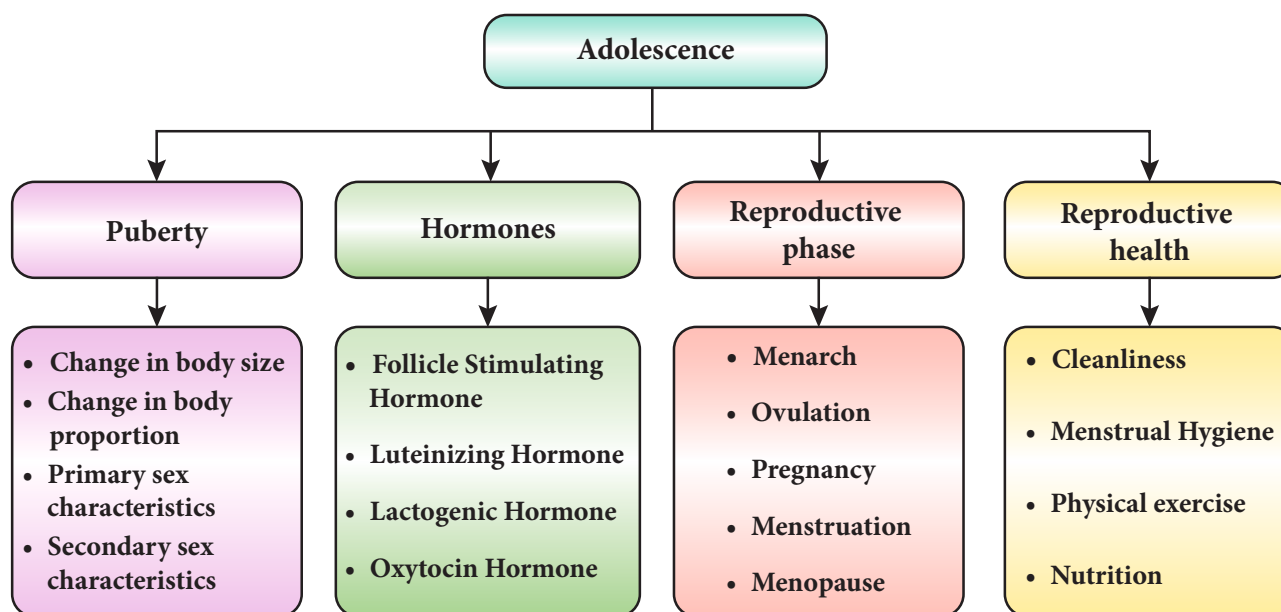 Adolescence
Puberty
Hormones
Reproductive
phase
Reproductive
health
• Change in body size
• Change in body
proportion
• Primary sex
characteristics
• Secondary sex
characteristics
• Follicle Stimulating
Hormone
• Luteinizing Hormone
• Lactogenic Hormone
• Oxytocin Hormone
• Menarch
• Ovulation
• Pregnancy
• Menstruation
• Menopause
• Cleanliness
• Menstrual Hygiene
• Physical exercise
• Nutrition